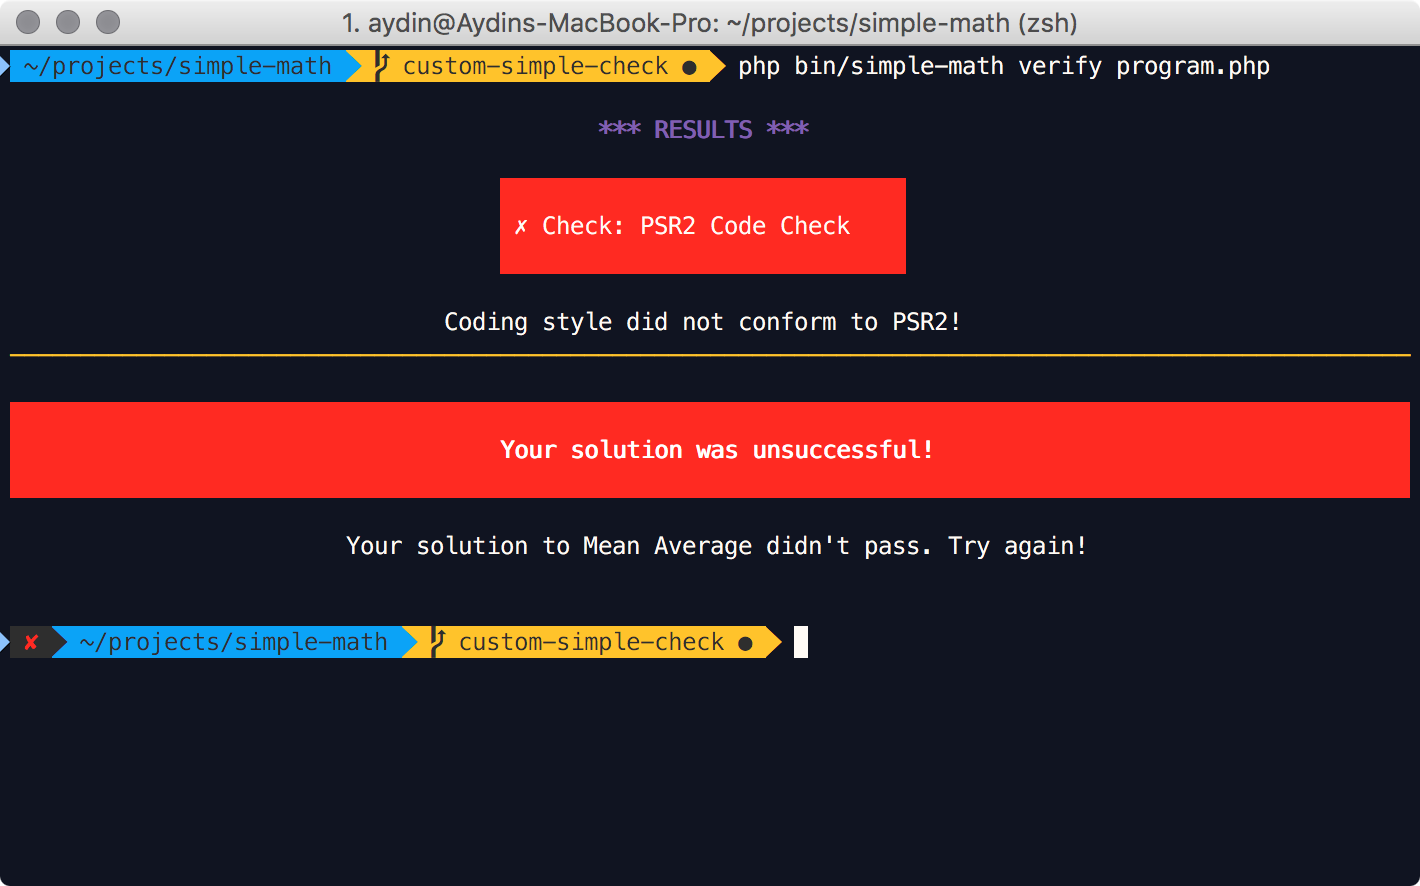 1. aydin@Aydins-MacBook-Pro: ~/projects/simple-math (zsh)
~/projects/simple-math custom-simple-check ● php bin/simple-math verify program.php
*** RESULTS ***
✗ Check: PSR2 Code Check
Coding style did not conform to PSR2!
Your solution was unsuccessful!
Your solution to Mean Average didn't pass. Try again!
✘ ~/projects/simple-math custom-simple-check ●